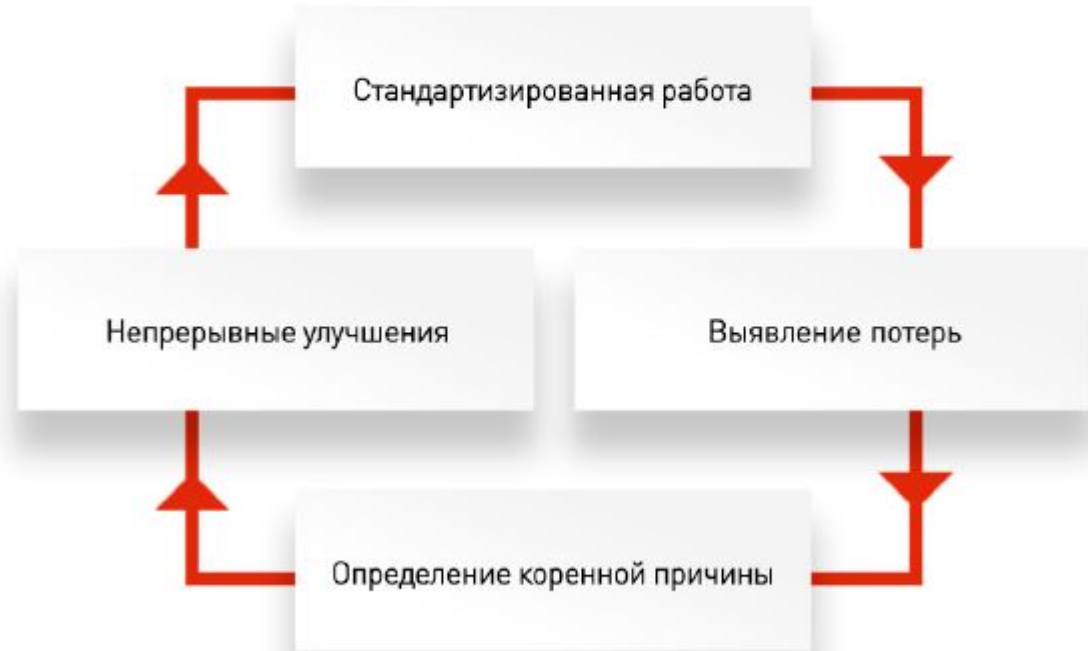 Стандартизированная работа
Непрерывные улучшения
Выявление потерь
Определение коренной причины